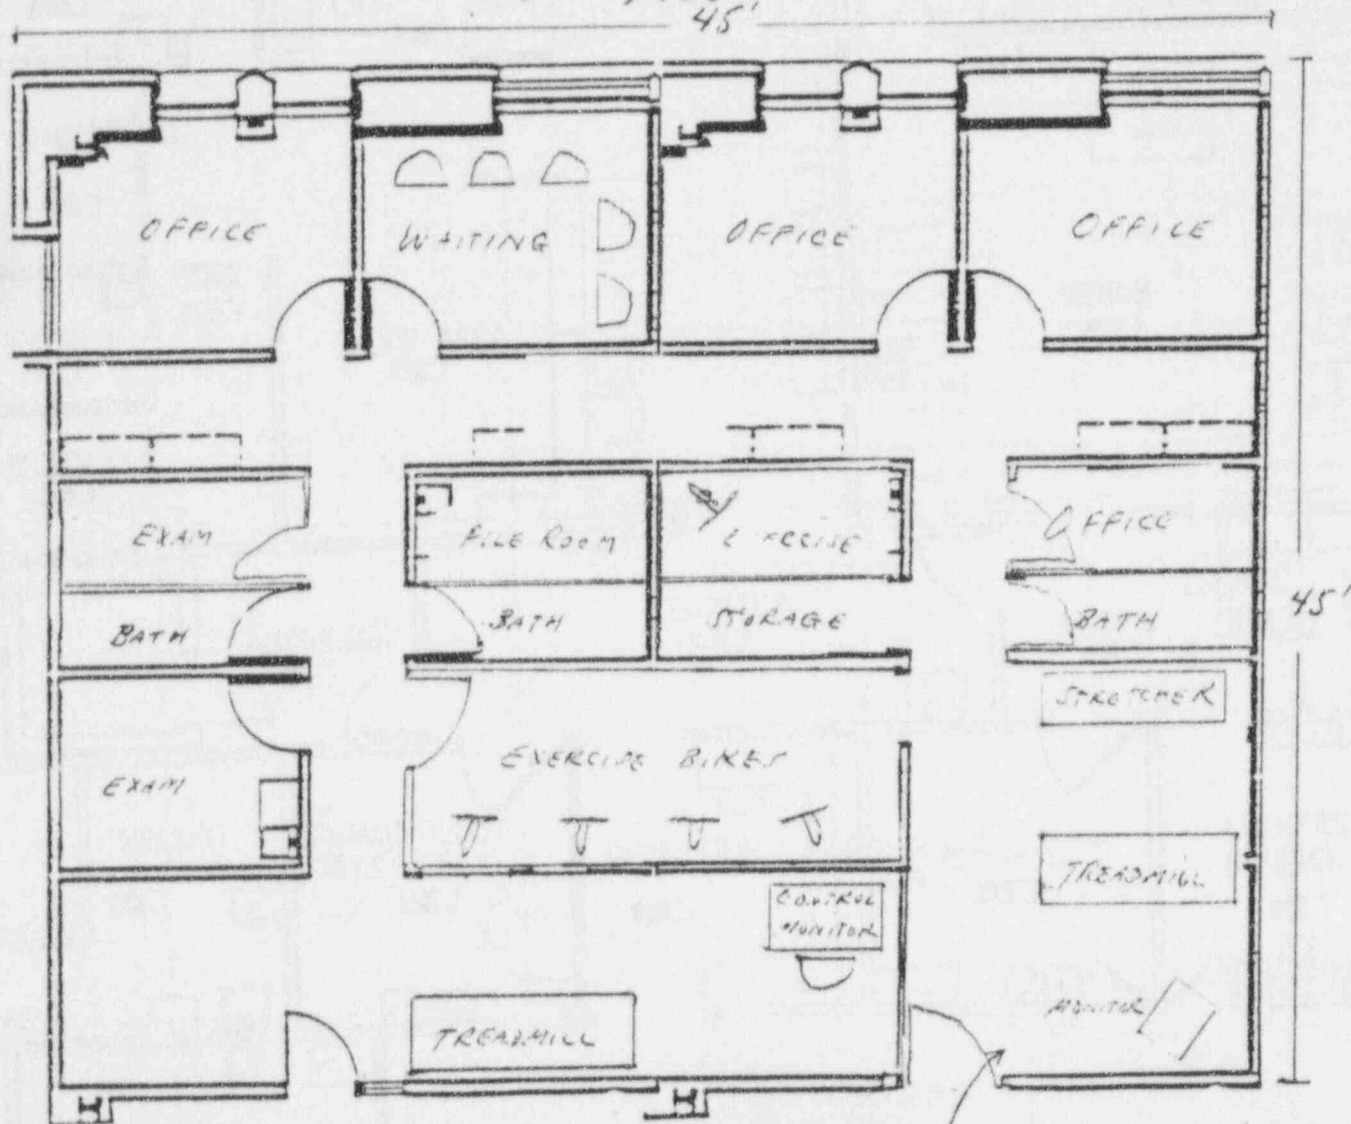 45'
OFFICE
WAITING
OFFICE
OFFICE
EXAM
FILE ROOM
OFFICE
BATH
BATH
STORAGE
BATH
45'
STRETCHER
EXERCISE BIKES
EXAM
TREADMILL
CONTROL
MONITOR
MONITOR
TREADMILL